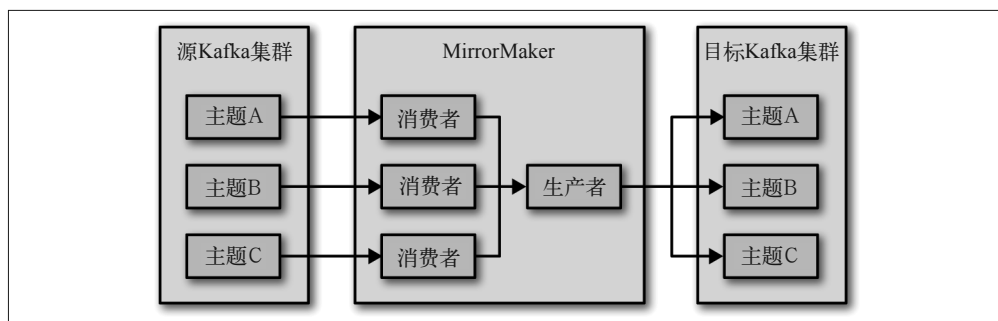 源Kafka集群
主题A
主题B
主题C
MirrorMaker
消费者
消费者
消费者
生产者
目标Kafka集群
主题A
主题B
主题C